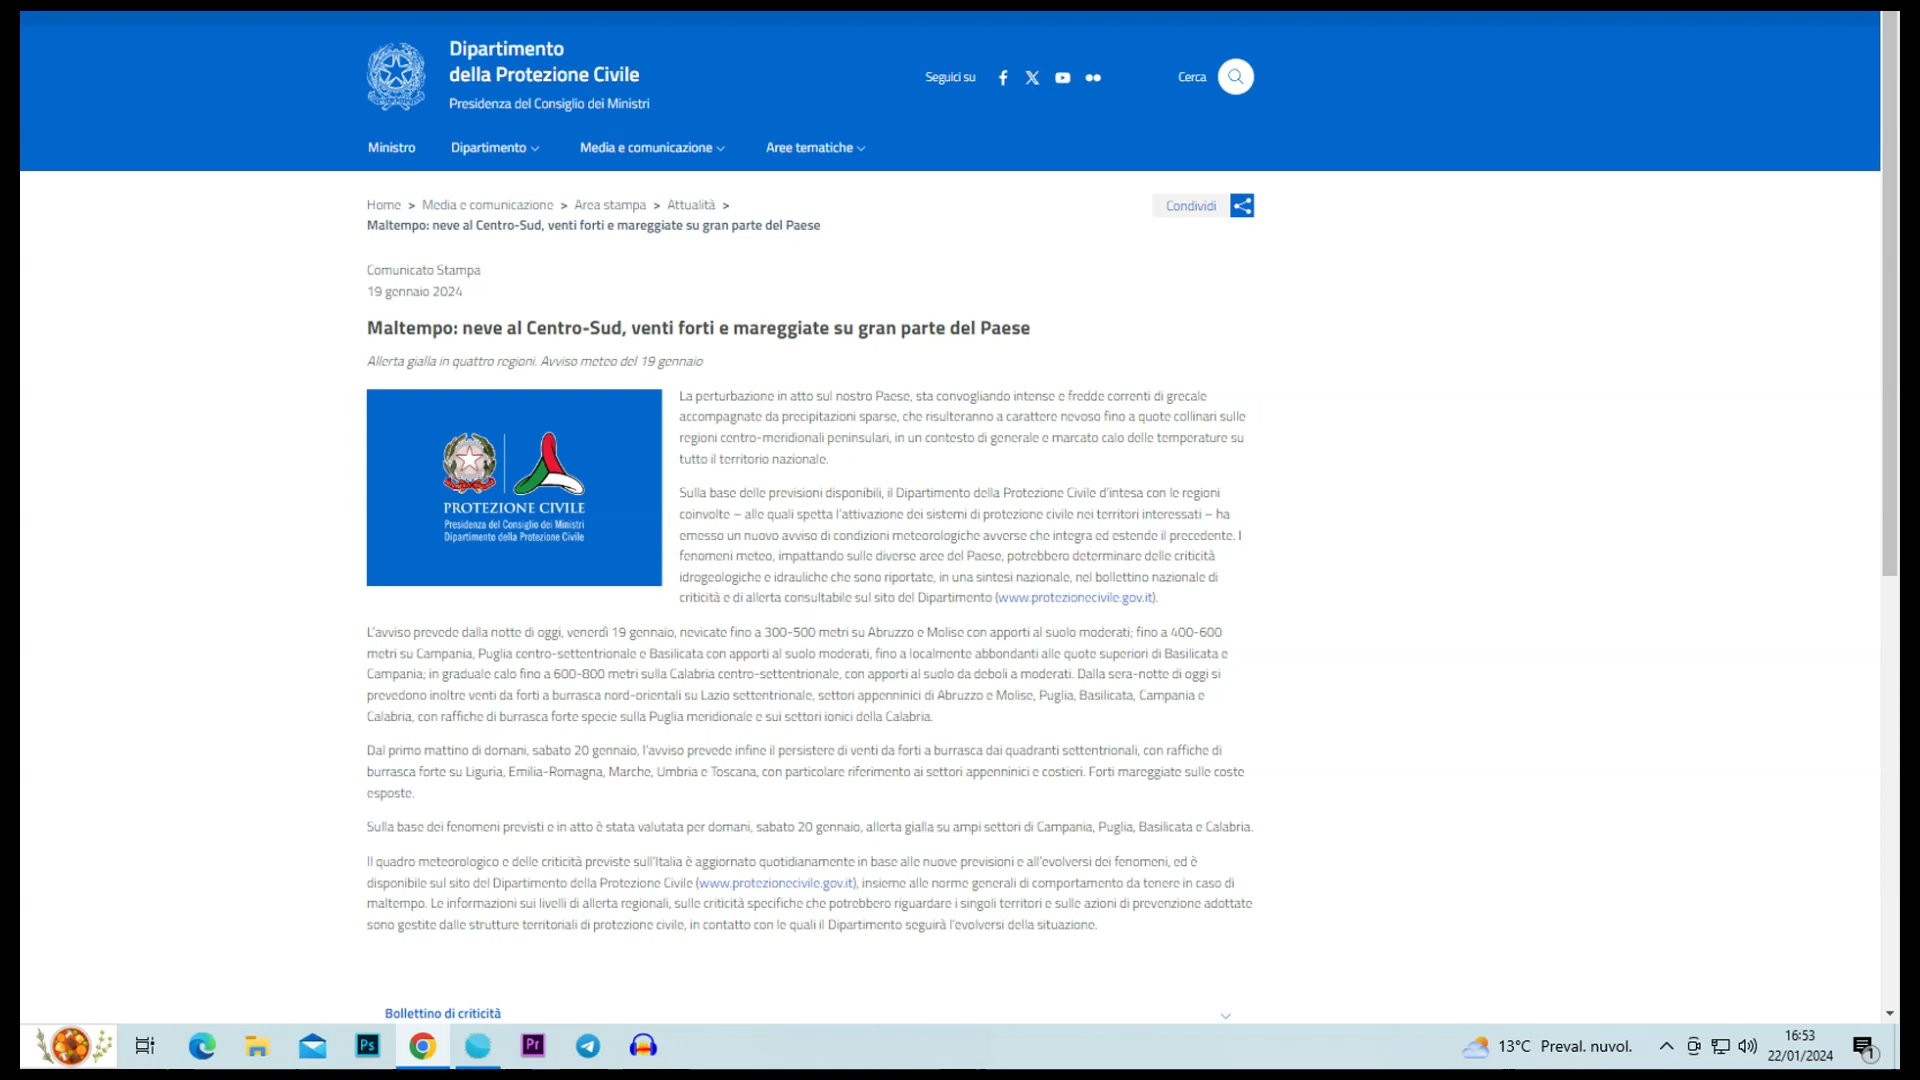 Dipartimento
della Protezione Civile
Presidenza del Consiglio dei Ministri
Seguici su
Cerca
Ministro
Dipartimento
Media e comunicazione
Aree tematiche
Home > Media e comunicazione > Area stampa > Attualità >
Maltempo: neve al Centro-Sud, venti forti e mareggiate su gran parte del Paese
Condividi
Comunicato Stampa
19 gennaio 2024
Maltempo: neve al Centro-Sud, venti forti e mareggiate su gran parte del Paese
Allerta gialla in quattro regioni. Avviso meteo del 19 gennaio
PROTEZIONE CIVILE
Presidenza del Consiglio dei Ministri
Dipartimento della Protezione Civile
La perturbazione in atto sul nostro Paese, sta convogliando intense e fredde correnti di grecale
accompagnate da precipitazioni sparse, che risulteranno a carattere nevoso fino a quote collinari sulle
regioni centro-meridionali peninsulari, in un contesto di generale e marcato calo delle temperature su
tutto il territorio nazionale.
Sulla base delle previsioni disponibili, il Dipartimento della Protezione Civile d'intesa con le regioni
coinvolte – alle quali spetta l'attivazione dei sistemi di protezione civile nei territori interessati – ha
emesso un nuovo avviso di condizioni meteorologiche avverse che integra ed estende il precedente. I
fenomeni meteo, impattando sulle diverse aree del Paese, potrebbero determinare delle criticità
idrogeologiche e idrauliche che sono riportate, in una sintesi nazionale, nel bollettino nazionale di
criticità e di allerta consultabile sul sito del Dipartimento (www.protezionecivile.gov.it).
L'avviso prevede dalla notte di oggi, venerdì 19 gennaio, nevicate fino a 300-500 metri su Abruzzo e Molise con apporti al suolo moderati; fino a 400-600
metri su Campania, Puglia centro-settentrionale e Basilicata con apporti al suolo moderati, fino a localmente abbondanti alle quote superiori di Basilicata e
Campania; in graduale calo fino a 600-800 metri sulla Calabria centro-settentrionale, con apporti al suolo da deboli a moderati. Dalla sera-notte di oggi si
prevedono inoltre venti da forti a burrasca nord-orientali su Lazio settentrionale, settori appenninici di Abruzzo e Molise, Puglia, Basilicata, Campania e
Calabria, con raffiche di burrasca forte specie sulla Puglia meridionale e sui settori ionici della Calabria.
Dal primo mattino di domani, sabato 20 gennaio, l'avviso prevede infine il persistere di venti da forti a burrasca dai quadranti settentrionali, con raffiche di
burrasca forte su Liguria, Emilia-Romagna, Marche, Umbria e Toscana, con particolare riferimento ai settori appenninici e costieri. Forti mareggiate sulle coste
esposte.
Sulla base dei fenomeni previsti e in atto è stata valutata per domani, sabato 20 gennaio, allerta gialla su ampi settori di Campania, Puglia, Basilicata e Calabria.
Il quadro meteorologico e delle criticità previste sull'Italia è aggiornato quotidianamente in base alle nuove previsioni e all'evolversi dei fenomeni, ed è
disponibile sul sito del Dipartimento della Protezione Civile (www.protezionecivile.gov.it), insieme alle norme generali di comportamento da tenere in caso di
maltempo. Le informazioni sui livelli di allerta regionali, sulle criticità specifiche che potrebbero riguardare i singoli territori e sulle azioni di prevenzione adottate
sono gestite dalle strutture territoriali di protezione civile, in contatto con le quali il Dipartimento seguirà l'evolversi della situazione.
Bollettino di criticità
Ps
Pr
13°C Preval. nuvol.
16:53
22/01/2024
1